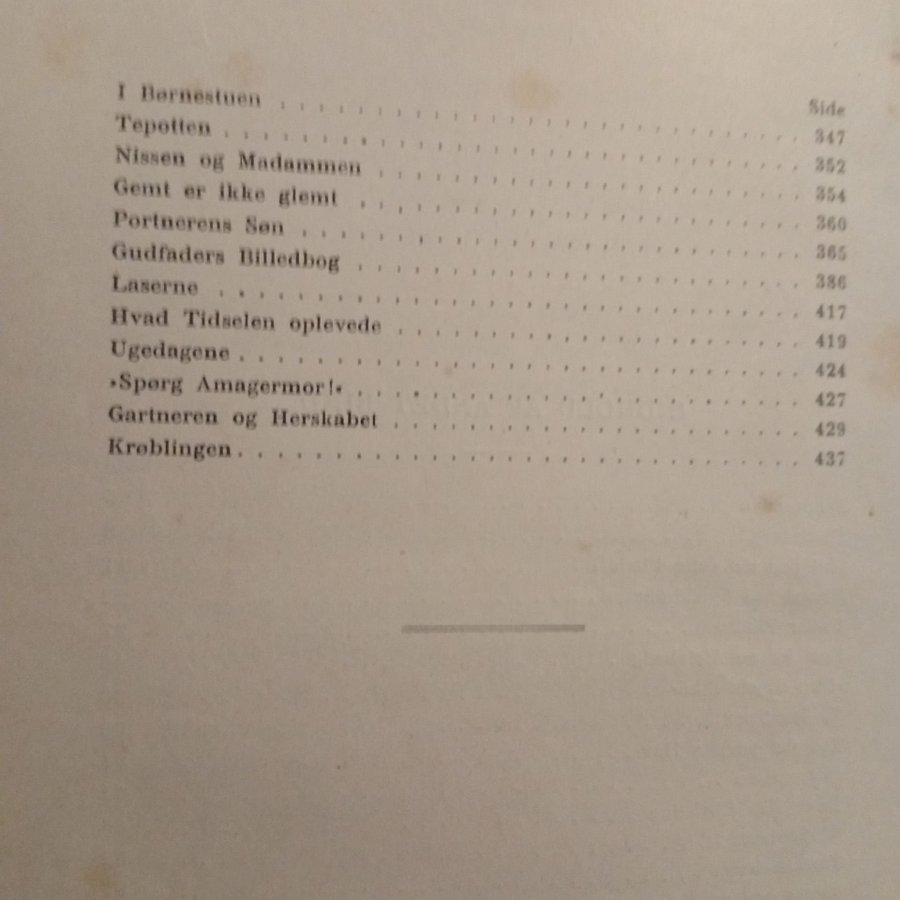 Side
I Børnestuen . . . . . . . . . . . . . . . . . . . . . . . . . . 347
Tepotten . . . . . . . . . . . . . . . . . . . . . . . . . . . . . 352
Nissen og Madammen . . . . . . . . . . . . . . . . . . . . . 354
Gemt er ikke glemt . . . . . . . . . . . . . . . . . . . . . . 360
Portnerens Søn . . . . . . . . . . . . . . . . . . . . . . . . . 365
Gudfaders Billedbog . . . . . . . . . . . . . . . . . . . . . . 386
Laserne . . . . . . . . . . . . . . . . . . . . . . . . . . . . . 417
Hvad Tidselen oplevede . . . . . . . . . . . . . . . . . . . . 419
Ugedagene . . . . . . . . . . . . . . . . . . . . . . . . . . . . 424
»Spørg Amagermor!« . . . . . . . . . . . . . . . . . . . . . . 427
Gartneren og Herskabet . . . . . . . . . . . . . . . . . . . . 429
Krøblingen . . . . . . . . . . . . . . . . . . . . . . . . . . . . 437